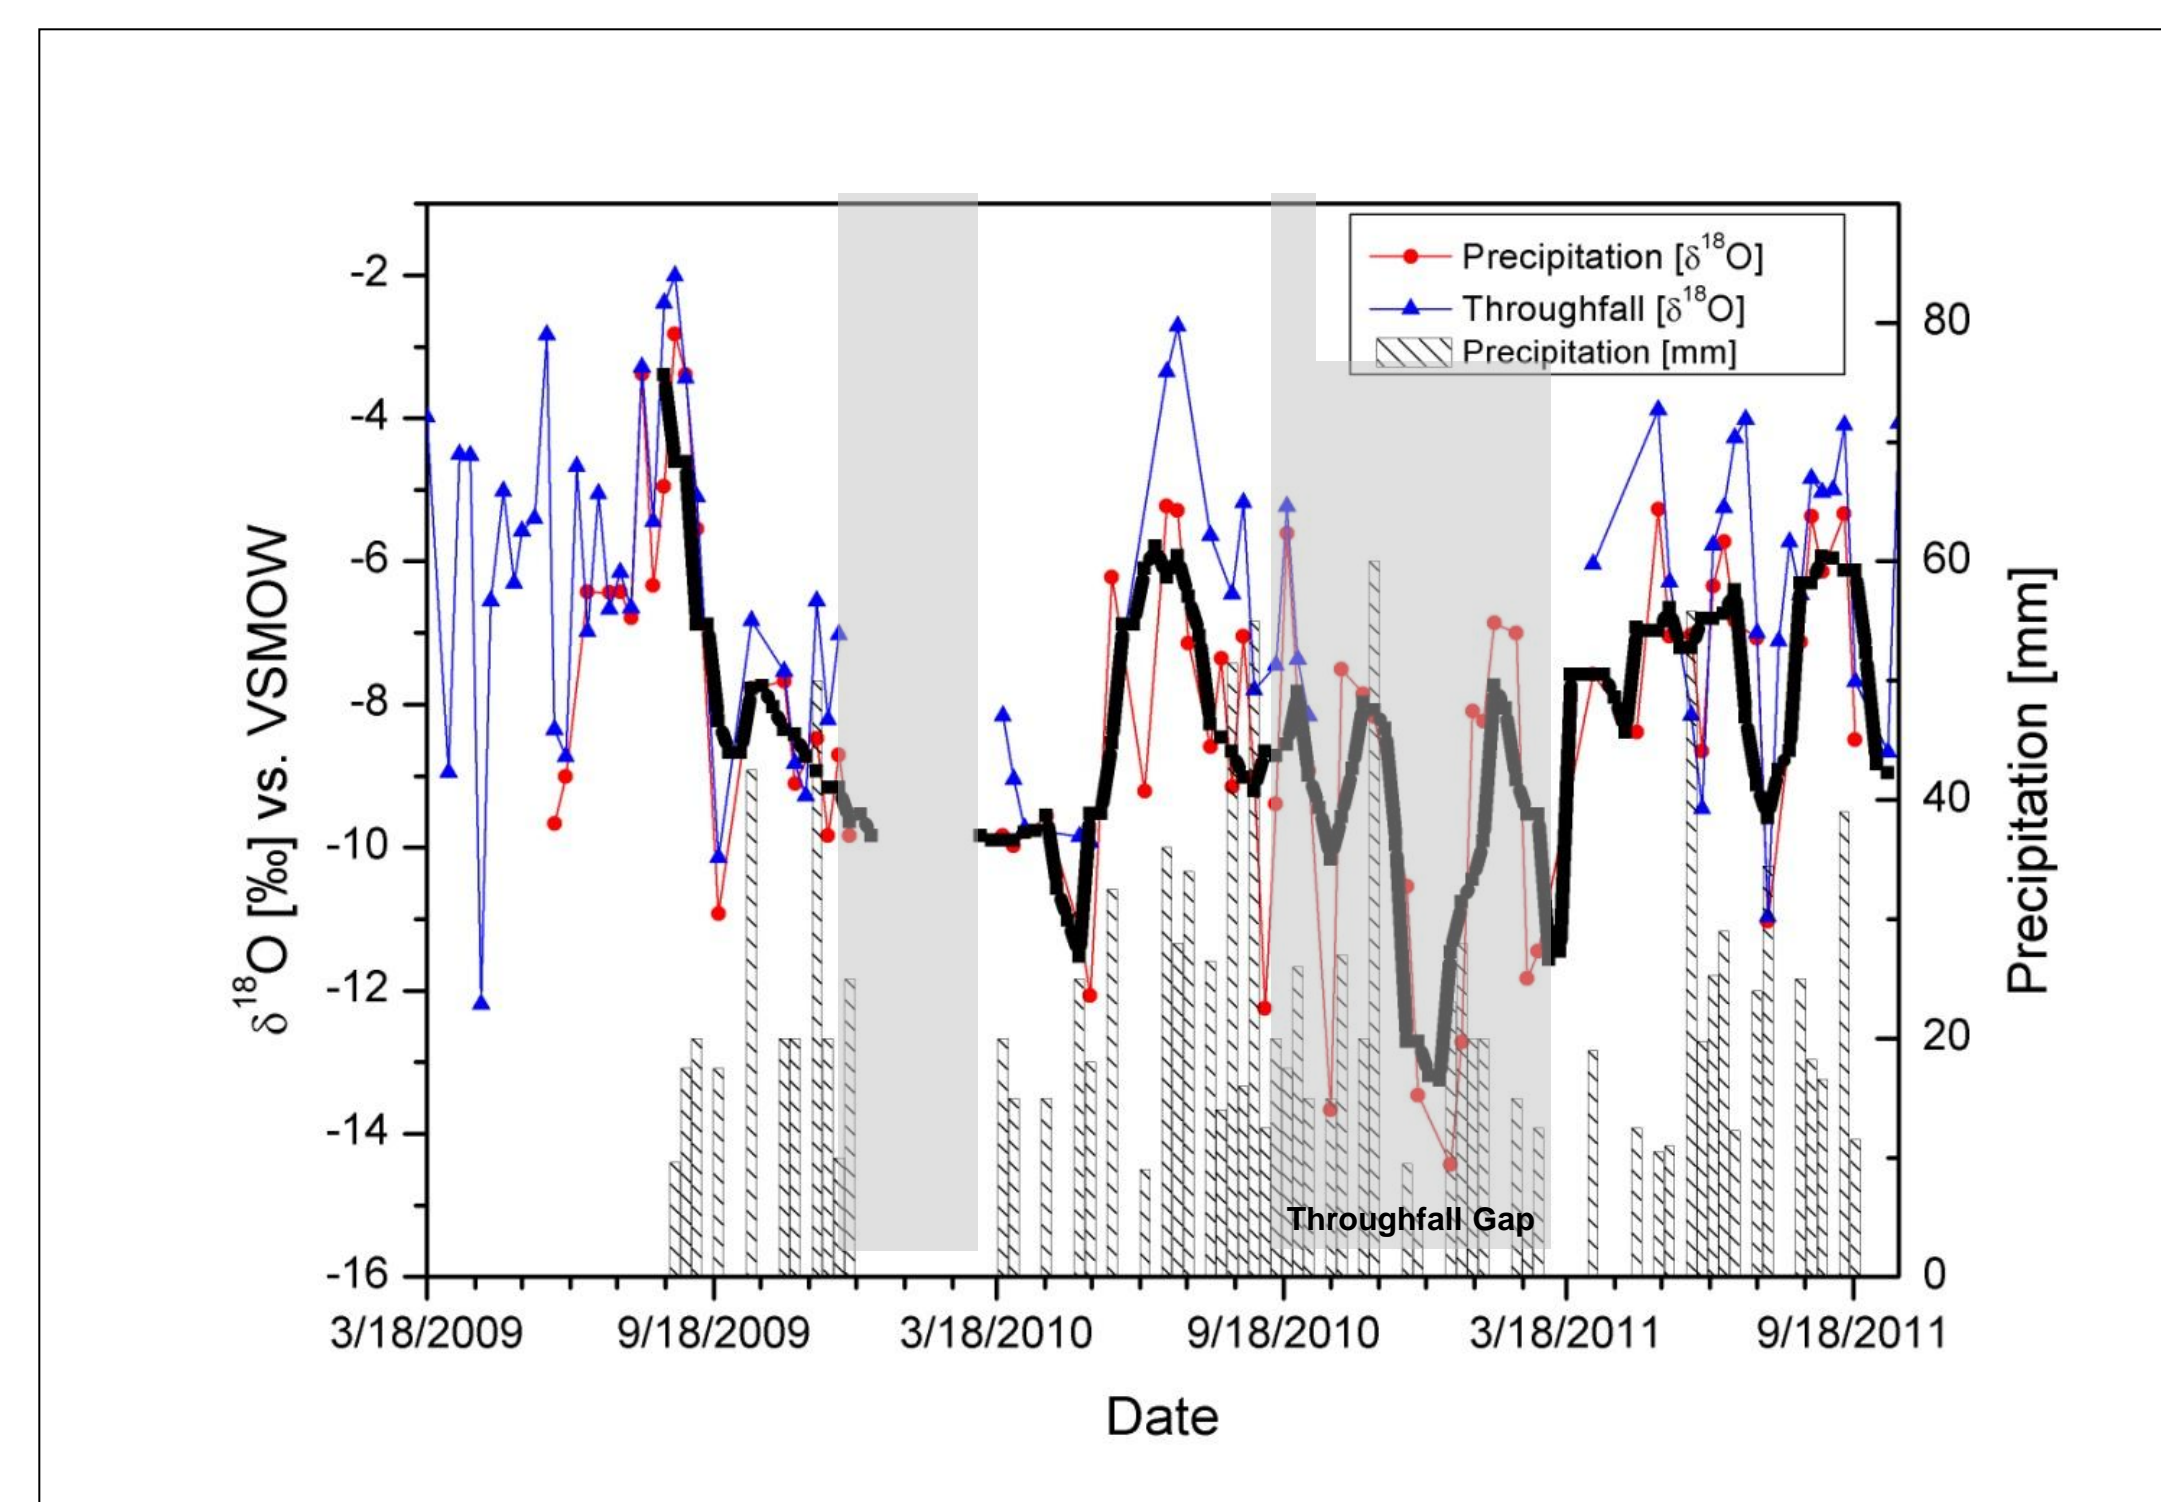 Precipitation [δ18O]
Throughfall [δ18O]
Precipitation [mm]
-2
-4
-6
-8
-10
-12
-14
-16
δ18O [‰] vs. VSMOW
80
60
40
20
0
Precipitation [mm]
Throughfall Gap
3/18/2009 9/18/2009 3/18/2010 9/18/2010 3/18/2011 9/18/2011
Date